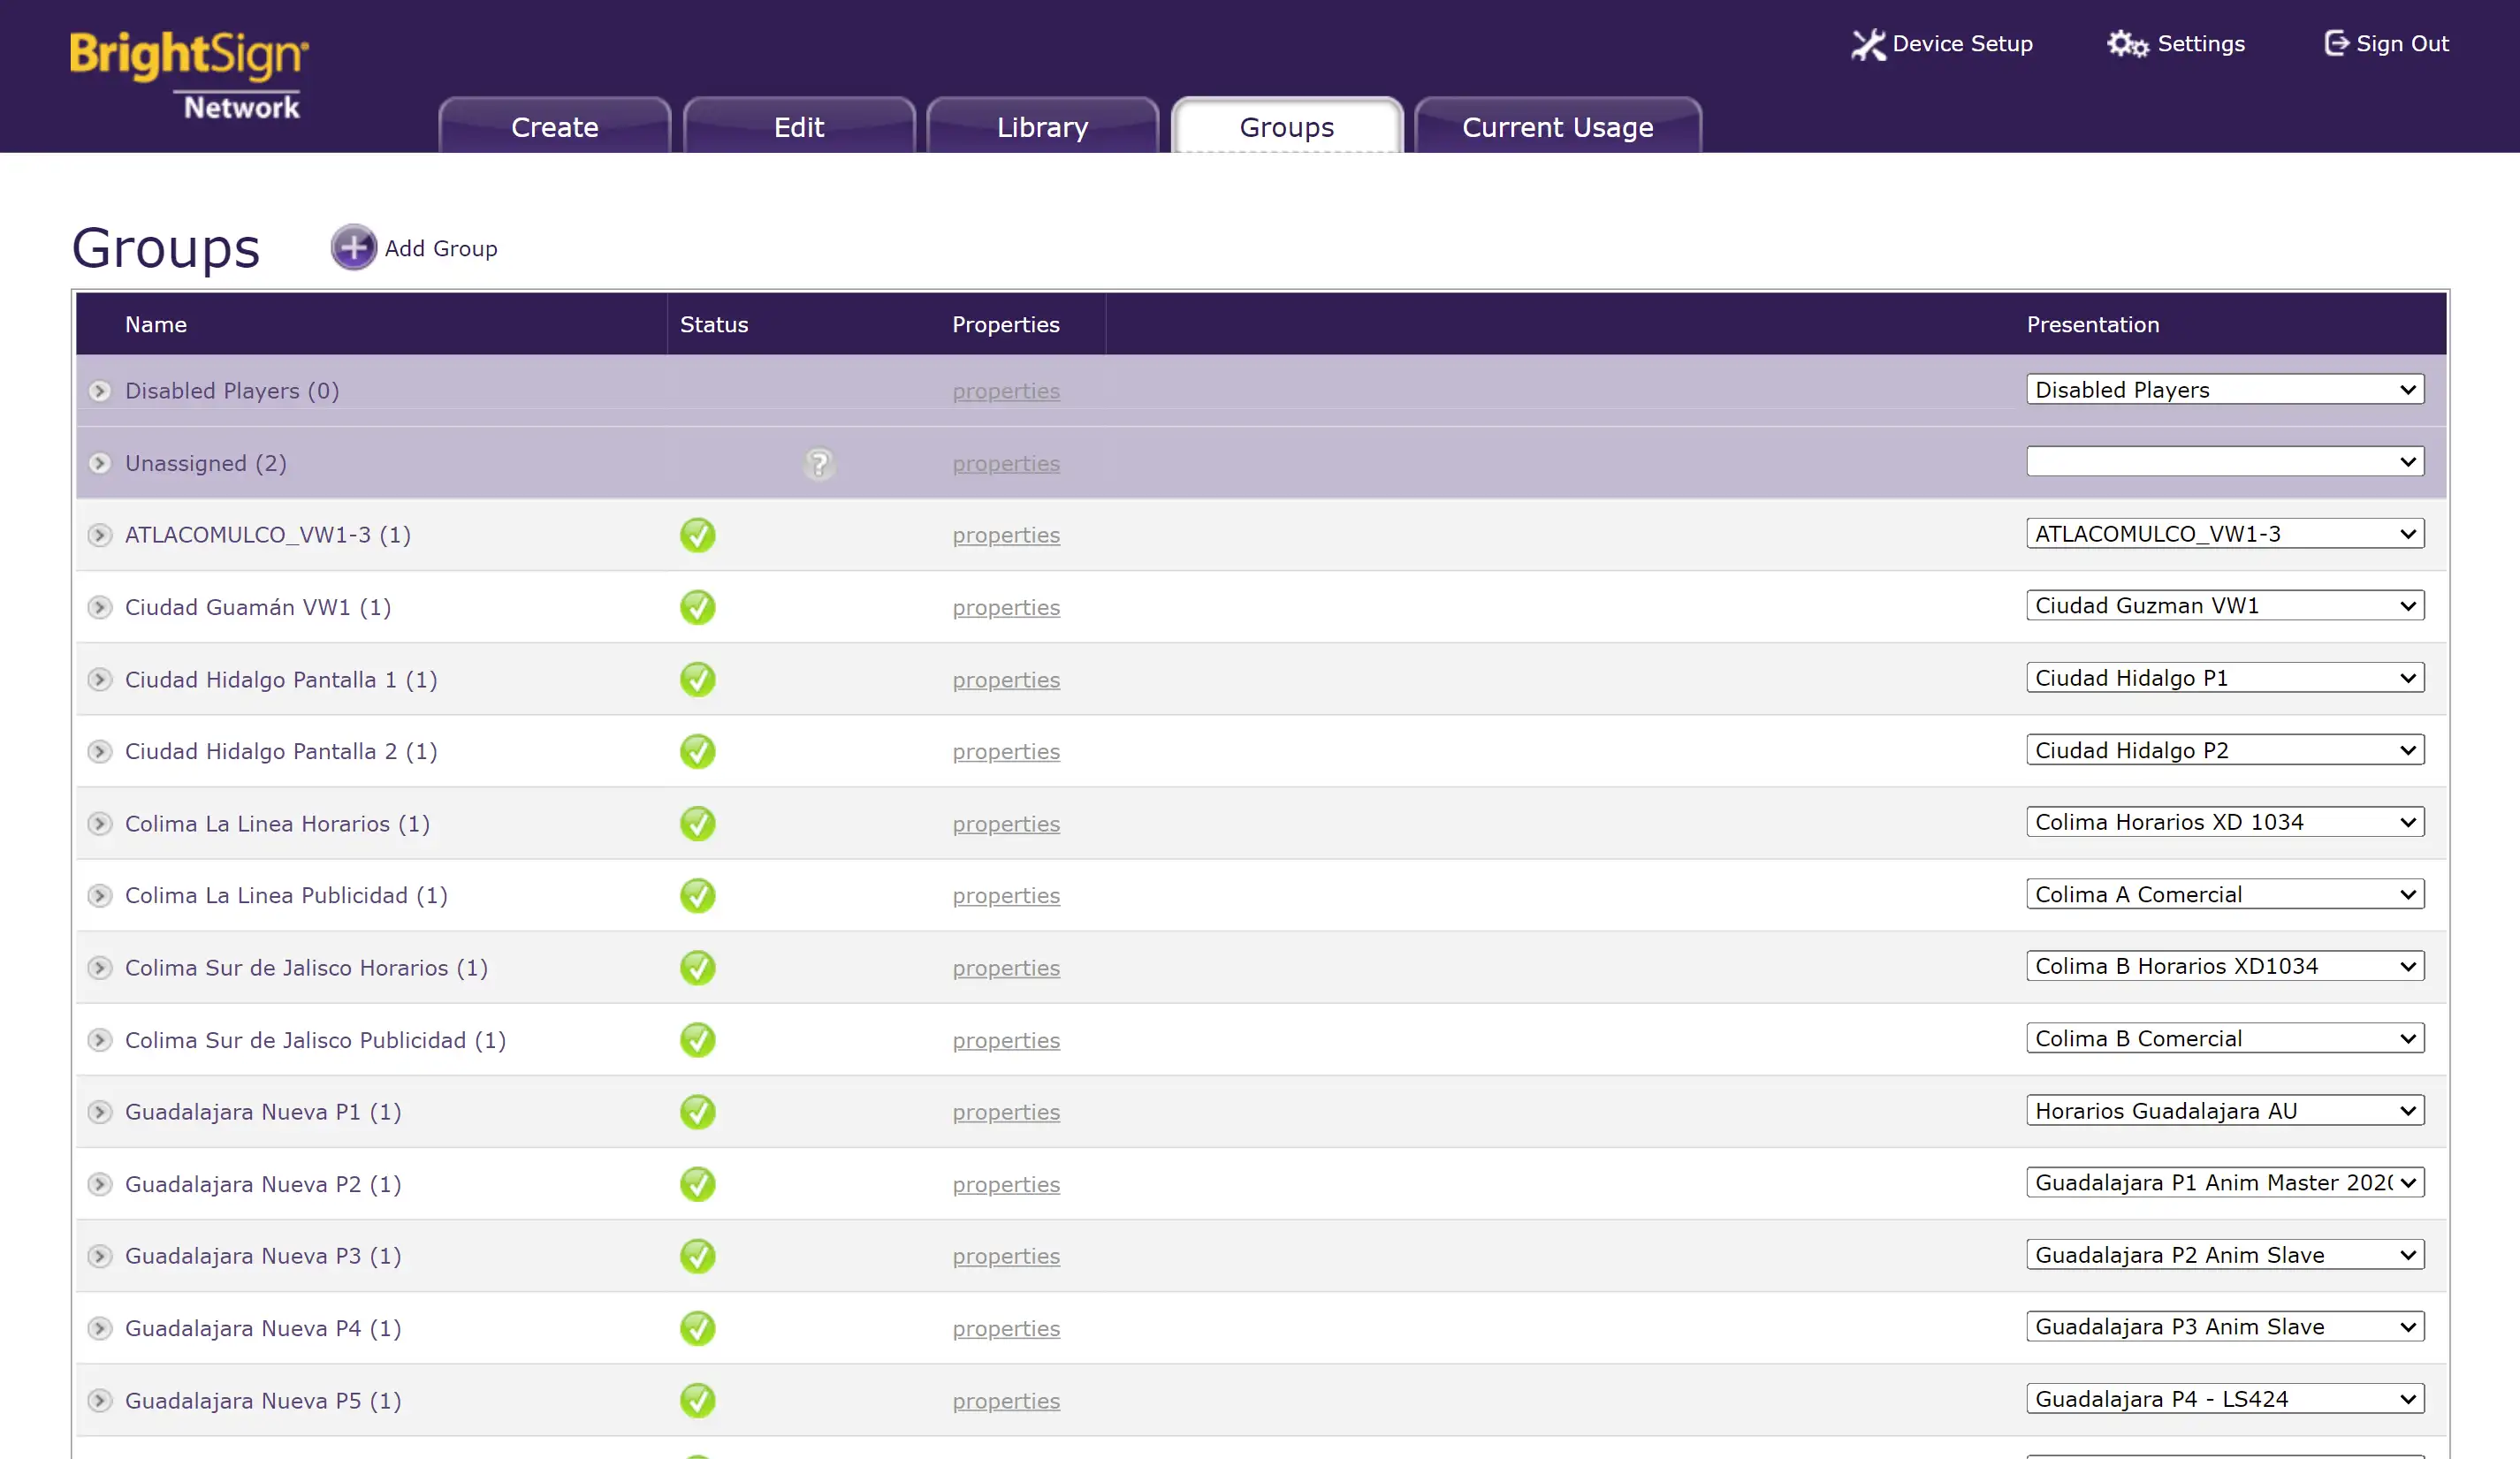 BrightSign
Network
Device Setup
Settings
Sign Out
Create
Edit
Library
Groups
Current Usage
Groups
Add Group
Name Status Properties Presentation
Disabled Players (0) properties Disabled Players
Unassigned (2) ? properties
ATLACOMULCO_VW1-3 (1) properties ATLACOMULCO_VW1-3
Ciudad Guamán VW1 (1) properties Ciudad Guzman VW1
Ciudad Hidalgo Pantalla 1 (1) properties Ciudad Hidalgo P1
Ciudad Hidalgo Pantalla 2 (1) properties Ciudad Hidalgo P2
Colima La Linea Horarios (1) properties Colima Horarios XD 1034
Colima La Linea Publicidad (1) properties Colima A Comercial
Colima Sur de Jalisco Horarios (1) properties Colima B Horarios XD1034
Colima Sur de Jalisco Publicidad (1) properties Colima B Comercial
Guadalajara Nueva P1 (1) properties Horarios Guadalajara AU
Guadalajara Nueva P2 (1) properties Guadalajara P1 Anim Master 2020
Guadalajara Nueva P3 (1) properties Guadalajara P2 Anim Slave
Guadalajara Nueva P4 (1) properties Guadalajara P3 Anim Slave
Guadalajara Nueva P5 (1) properties Guadalajara P4 - LS424